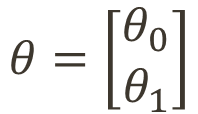 θ = [θ₀
θ₁]